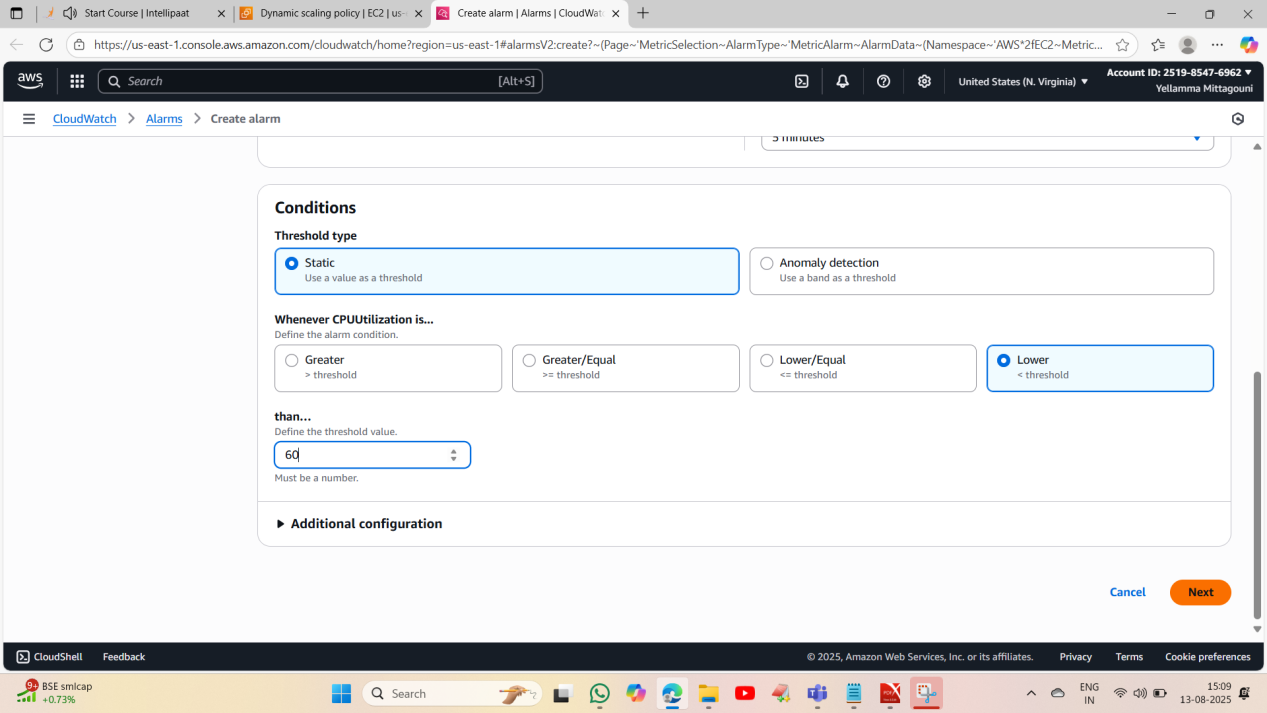 Start Course | Intellipaat
Dynamic scaling policy | EC2 | us-
Create alarm | Alarms | CloudWat
https://us-east-1.console.aws.amazon.com/cloudwatch/home?region=us-east-1#alarmsV2:create?~(Page~'MetricSelection~AlarmType~'MetricAlarm~AlarmData~(Namespace~'AWS*2fEC2~Metric...
aws
Search [Alt+S]
United States (N. Virginia)
Account ID: 2519-8547-6962
Yellamma Mittagouni
CloudWatch > Alarms > Create alarm
5 minutes
Conditions
Threshold type
Static
Use a value as a threshold
Anomaly detection
Use a band as a threshold
Whenever CPUUtilization is...
Define the alarm condition.
Greater
> threshold
Greater/Equal
>= threshold
Lower/Equal
<= threshold
Lower
< threshold
than...
Define the threshold value.
60
Must be a number.
Additional configuration
Cancel
Next
CloudShell
Feedback
© 2025, Amazon Web Services, Inc. or its affiliates.
Privacy
Terms
Cookie preferences
9+
BSE smlcap
+0.73%
Search
ENG
IN
15:09
13-08-2025